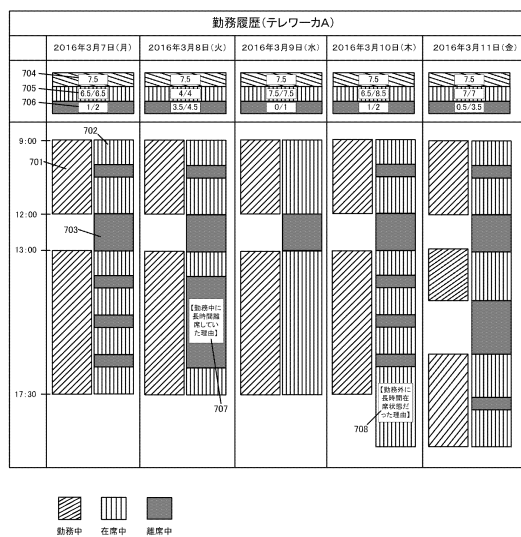 勤務履歴(テレワーカA)
2016年3月7日(月) 2016年3月8日(火) 2016年3月9日(水) 2016年3月10日(木) 2016年3月11日(金)
704 7.5 7.5 7.5 7.5 7.5
705 6.5/6.5 4/4 7.5/7.5 6.5/8.5 7/7
706 1/2 3.5/4.5 0/1 1/2 0.5/3.5
702
9:00
701
12:00
703
13:00
【勤務中に
長時間離
席してい
た理由】
707
17:30
【勤務外に
長時間在
席状態だ
った理由】
708
勤務中 在席中 離席中